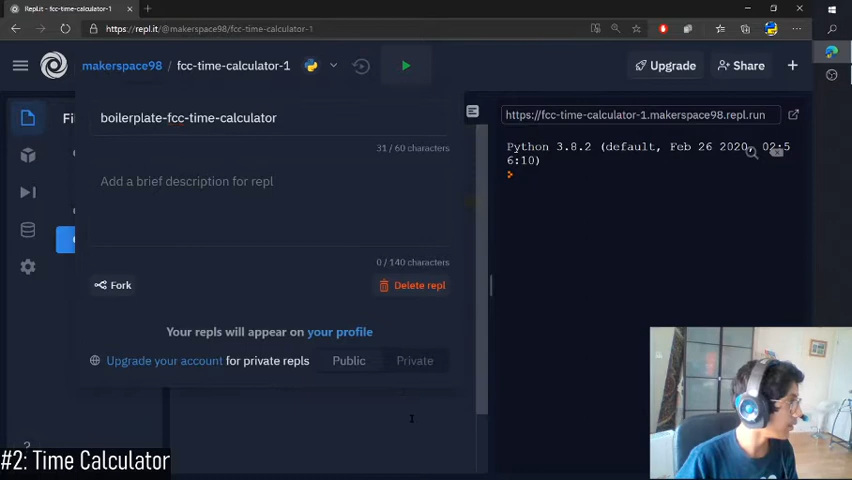 Repl.it - fcc-time-calculator-1
https://repl.it/@makerspace98/fcc-time-calculator-1
makerspace98 / fcc-time-calculator-1
Upgrade
Share
Fi
boilerplate-fcc-time-calculator
31 / 60 characters
Add a brief description for repl
0 / 140 characters
Fork
Delete repl
Your repls will appear on your profile
Upgrade your account for private repls
Public
Private
https://fcc-time-calculator-1.makerspace98.repl.run
Python 3.8.2 (default, Feb 26 2020, 02:5
6:10)
#2: Time Calculator